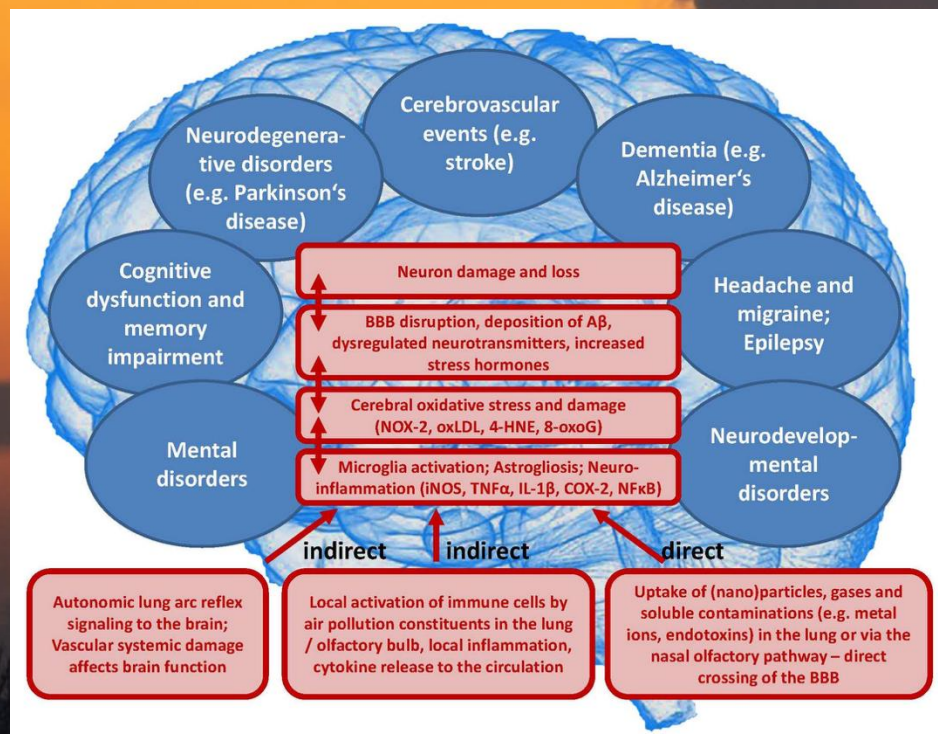 Cerebrovascular
events (e.g.
stroke)
Neurodegenera-
tive disorders
(e.g. Parkinson‘s
disease)
Dementia (e.g.
Alzheimer‘s
disease)
Cognitive
dysfunction and
memory
impairment
Headache and
migraine;
Epilepsy
Mental
disorders
Neurodevelop-
mental
disorders
Neuron damage and loss
BBB disruption, deposition of Aβ,
dysregulated neurotransmitters, increased
stress hormones
Cerebral oxidative stress and damage
(NOX-2, oxLDL, 4-HNE, 8-oxoG)
Microglia activation; Astrogliosis; Neuro-
inflammation (iNOS, TNFα, IL-1β, COX-2, NFκB)
indirect
indirect
direct
Autonomic lung arc reflex
signaling to the brain;
Vascular systemic damage
affects brain function
Local activation of immune cells by
air pollution constituents in the lung
/ olfactory bulb, local inflammation,
cytokine release to the circulation
Uptake of (nano)particles, gases and
soluble contaminations (e.g. metal
ions, endotoxins) in the lung or via the
nasal olfactory pathway – direct
crossing of the BBB